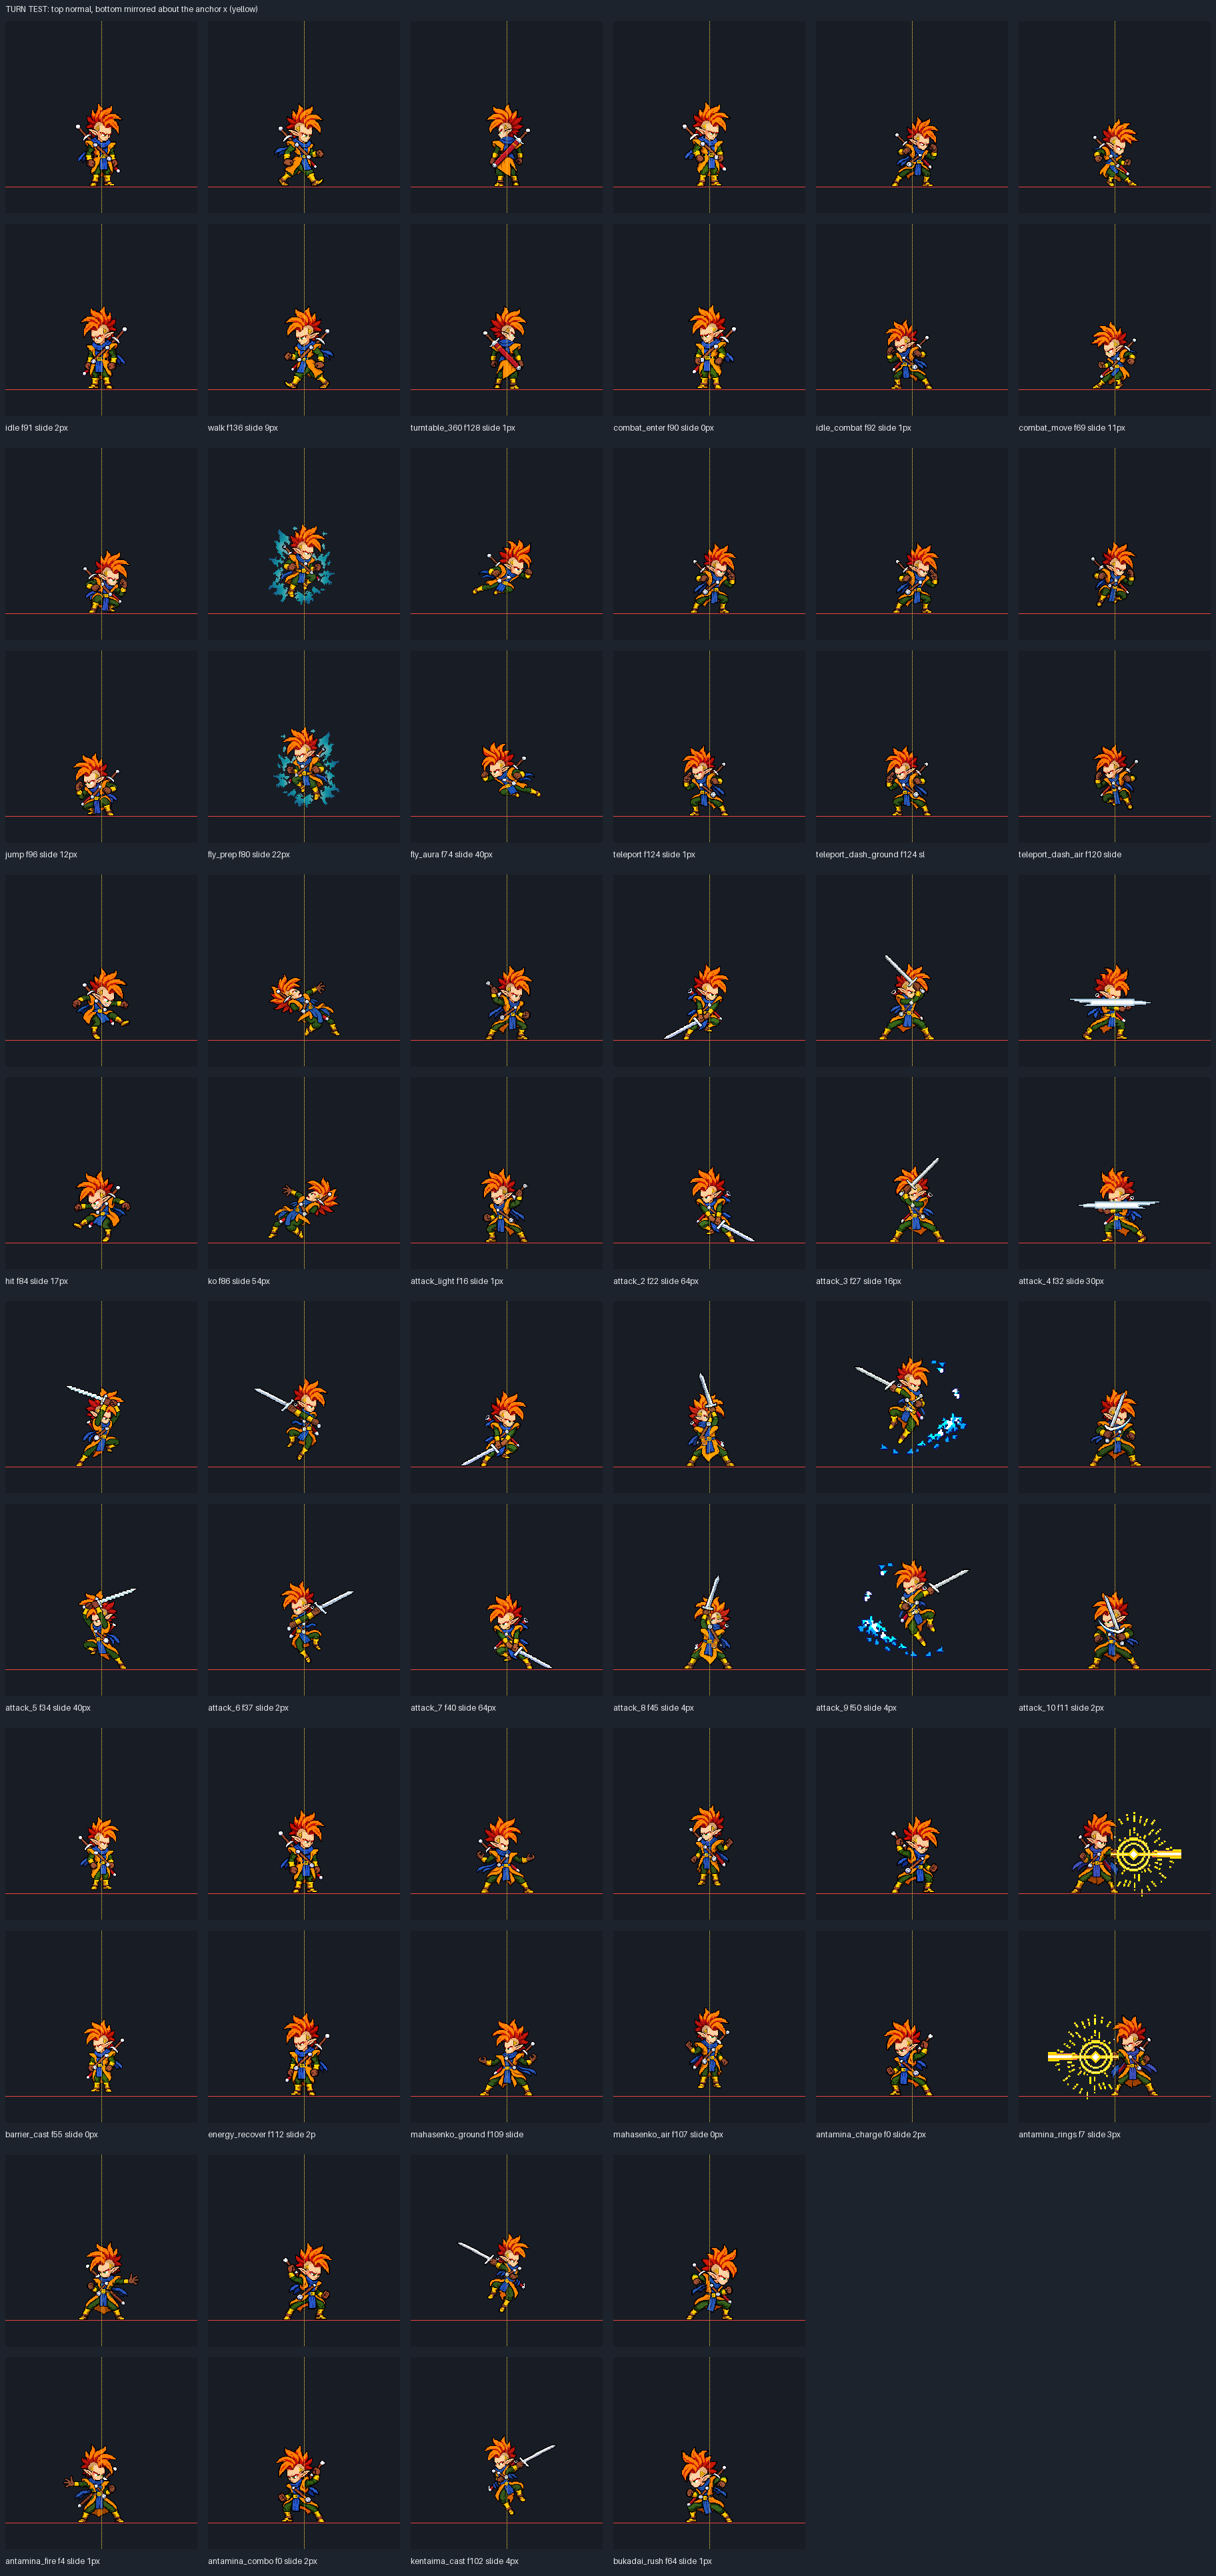 TURN TEST: top normal, bottom mirrored about the anchor x (yellow)
idle f91 slide 2px
walk f136 slide 9px
turntable_360 f128 slide 1px
combat_enter f90 slide 0px
idle_combat f92 slide 1px
combat_move f69 slide 11px
jump f96 slide 12px
fly_prep f80 slide 22px
fly_aura f74 slide 40px
teleport f124 slide 1px
teleport_dash_ground f124 sl
teleport_dash_air f120 slide
hit f84 slide 17px
ko f86 slide 54px
attack_light f16 slide 1px
attack_2 f22 slide 64px
attack_3 f27 slide 16px
attack_4 f32 slide 30px
attack_5 f34 slide 40px
attack_6 f37 slide 2px
attack_7 f40 slide 64px
attack_8 f45 slide 4px
attack_9 f50 slide 4px
attack_10 f11 slide 2px
barrier_cast f55 slide 0px
energy_recover f112 slide 2p
mahasenko_ground f109 slide
mahasenko_air f107 slide 0px
antamina_charge f0 slide 2px
antamina_rings f7 slide 3px
antamina_fire f4 slide 1px
antamina_combo f0 slide 2px
kentaima_cast f102 slide 4px
bukadai_rush f64 slide 1px